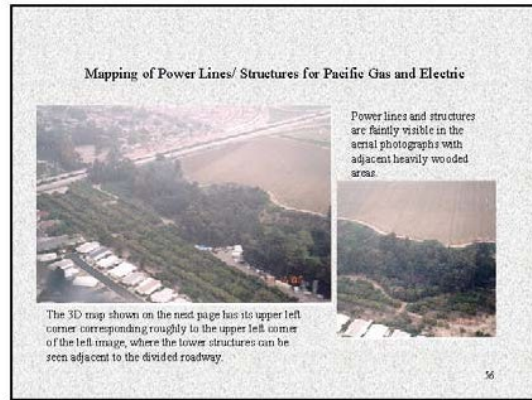 Mapping of Power Lines/ Structures for Pacific Gas and Electric
Power lines and structures
are faintly visible in the
aerial photographs with
adjacent heavily wooded
areas.
The 3D map shown on the next page has its upper left
corner corresponding roughly to the upper left corner
of the left image, where the tower structures can be
seen adjacent to the divided roadway.
56